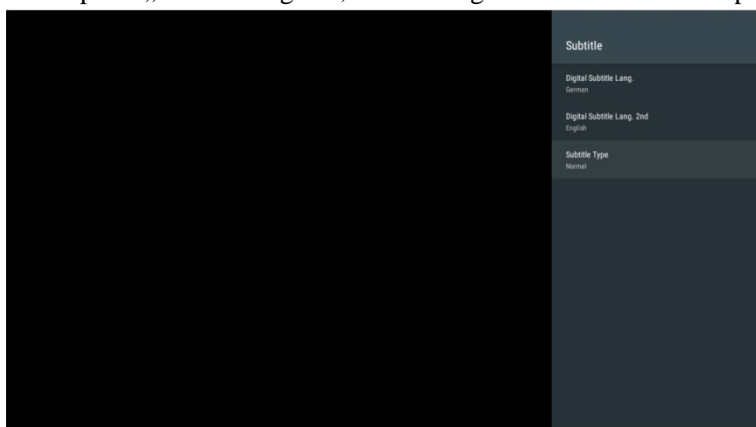 Subtitle
Digital Subtitle Lang.
German
Digital Subtitle Lang. 2nd
English
Subtitle Type
Normal